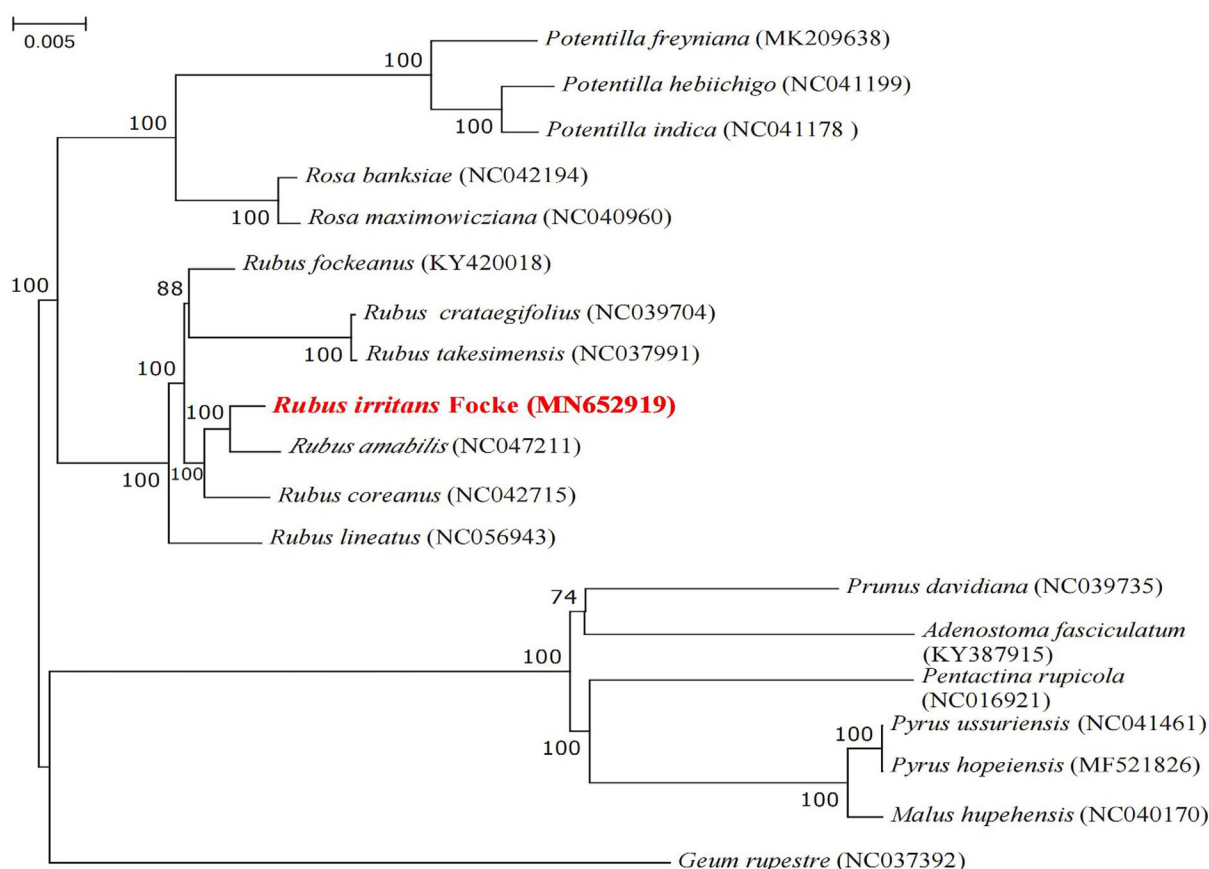 0.005
Potentilla freyniana (MK209638)
100
Potentilla hebiichigo (NC041199)
100
100
Potentilla indica (NC041178 )
Rosa banksiae (NC042194)
100
Rosa maximowicziana (NC040960)
Rubus fockeanus (KY420018)
100
88
Rubus  crataegifolius (NC039704)
100
Rubus takesimensis (NC037991)
100
Rubus irritans Focke (MN652919)
100
Rubus amabilis (NC047211)
100
100
Rubus coreanus (NC042715)
Rubus lineatus (NC056943)
Prunus davidiana (NC039735)
74
Adenostoma fasciculatum
(KY387915)
100
Pentactina rupicola
(NC016921)
Pyrus ussuriensis (NC041461)
100
100
Pyrus hopeiensis (MF521826)
100
Malus hupehensis (NC040170)
Geum rupestre (NC037392)